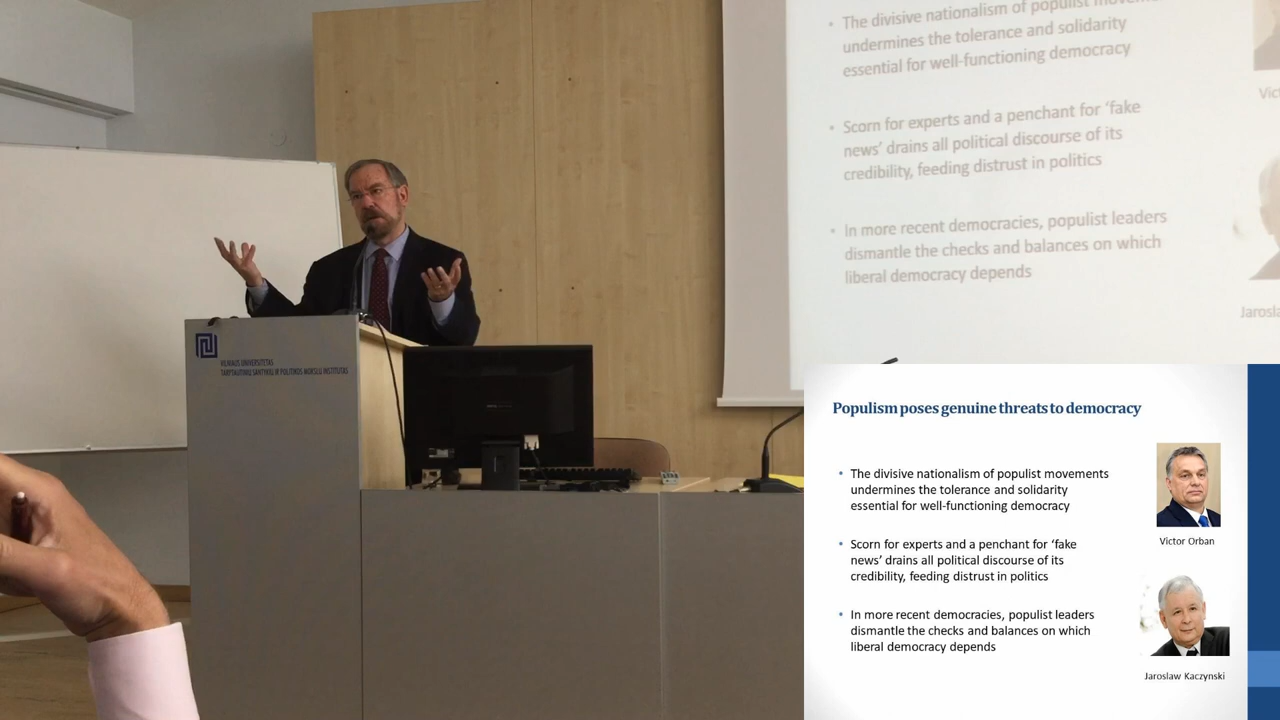 • The divisive nationalism of populist
undermines the tolerance and solidarity
essential for well-functioning democracy
• Scorn for experts and a penchant for ‘fake
news’ drains all political discourse of its
credibility, feeding distrust in politics
• In more recent democracies, populist leaders
dismantle the checks and balances on which
liberal democracy depends
VILNIAUS UNIVERSITETAS
TARPTAUTINIŲ SANTYKIŲ IR POLITIKOS MOKSLŲ INSTITUTAS
Populism poses genuine threats to democracy
• The divisive nationalism of populist movements
undermines the tolerance and solidarity
essential for well-functioning democracy
• Scorn for experts and a penchant for ‘fake
news’ drains all political discourse of its
credibility, feeding distrust in politics
• In more recent democracies, populist leaders
dismantle the checks and balances on which
liberal democracy depends
Victor Orban
Jaroslaw Kaczynski